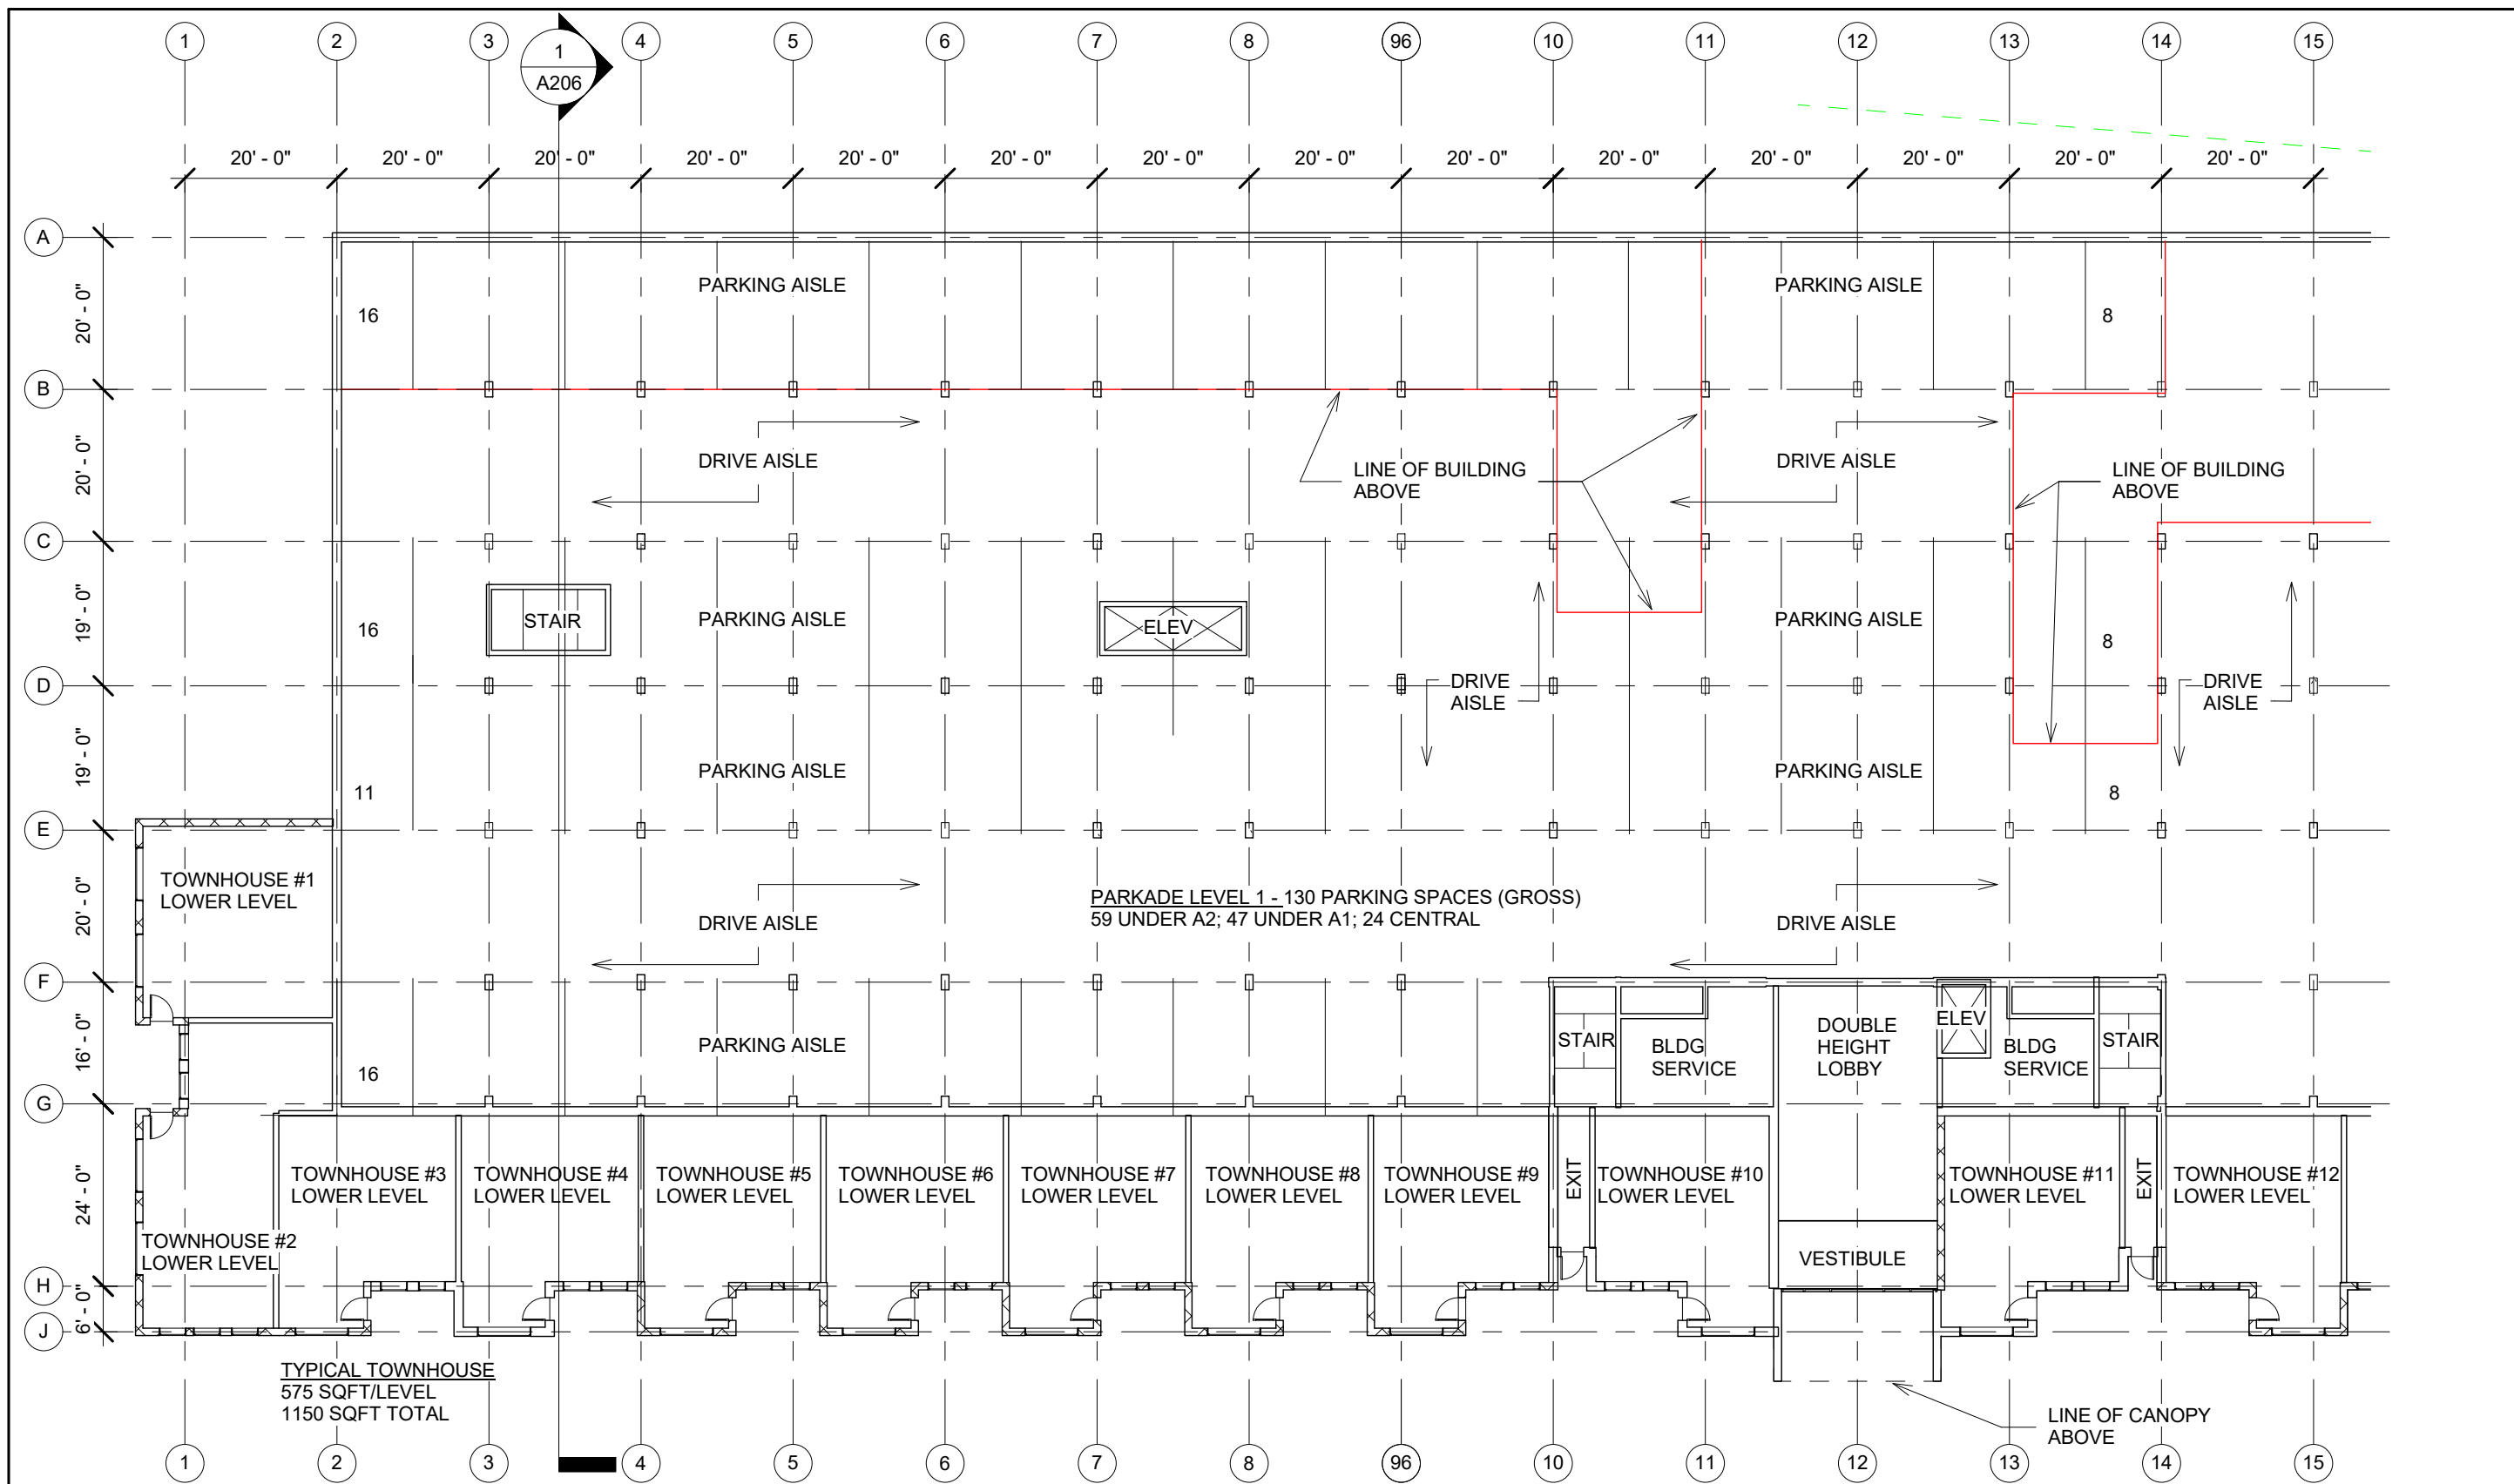 1
2
3
4
5
6
7
8
96
10
11
12
13
14
15
1
A206
20' - 0"
20' - 0"
20' - 0"
20' - 0"
20' - 0"
20' - 0"
20' - 0"
20' - 0"
20' - 0"
20' - 0"
20' - 0"
20' - 0"
20' - 0"
20' - 0"
A
B
C
D
E
F
G
H
J
20' - 0"
20' - 0"
19' - 0"
19' - 0"
20' - 0"
16' - 0"
24' - 0"
6' - 0"
PARKING AISLE
PARKING AISLE
16
8
DRIVE AISLE
LINE OF BUILDING
ABOVE
DRIVE AISLE
LINE OF BUILDING
ABOVE
STAIR
PARKING AISLE
ELEV
PARKING AISLE
16
8
DRIVE
AISLE
DRIVE
AISLE
PARKING AISLE
PARKING AISLE
11
8
TOWNHOUSE #1
LOWER LEVEL
PARKADE LEVEL 1 - 130 PARKING SPACES (GROSS)
59 UNDER A2; 47 UNDER A1; 24 CENTRAL
DRIVE AISLE
DRIVE AISLE
PARKING AISLE
16
STAIR
BLDG
SERVICE
DOUBLE
HEIGHT
LOBBY
ELEV
BLDG
SERVICE
STAIR
TOWNHOUSE #2
LOWER LEVEL
TOWNHOUSE #3
LOWER LEVEL
TOWNHOUSE #4
LOWER LEVEL
TOWNHOUSE #5
LOWER LEVEL
TOWNHOUSE #6
LOWER LEVEL
TOWNHOUSE #7
LOWER LEVEL
TOWNHOUSE #8
LOWER LEVEL
TOWNHOUSE #9
LOWER LEVEL
EXIT
TOWNHOUSE #10
LOWER LEVEL
VESTIBULE
TOWNHOUSE #11
LOWER LEVEL
EXIT
TOWNHOUSE #12
LOWER LEVEL
TYPICAL TOWNHOUSE
575 SQFT/LEVEL
1150 SQFT TOTAL
LINE OF CANOPY
ABOVE
1
2
3
4
5
6
7
8
96
10
11
12
13
14
15